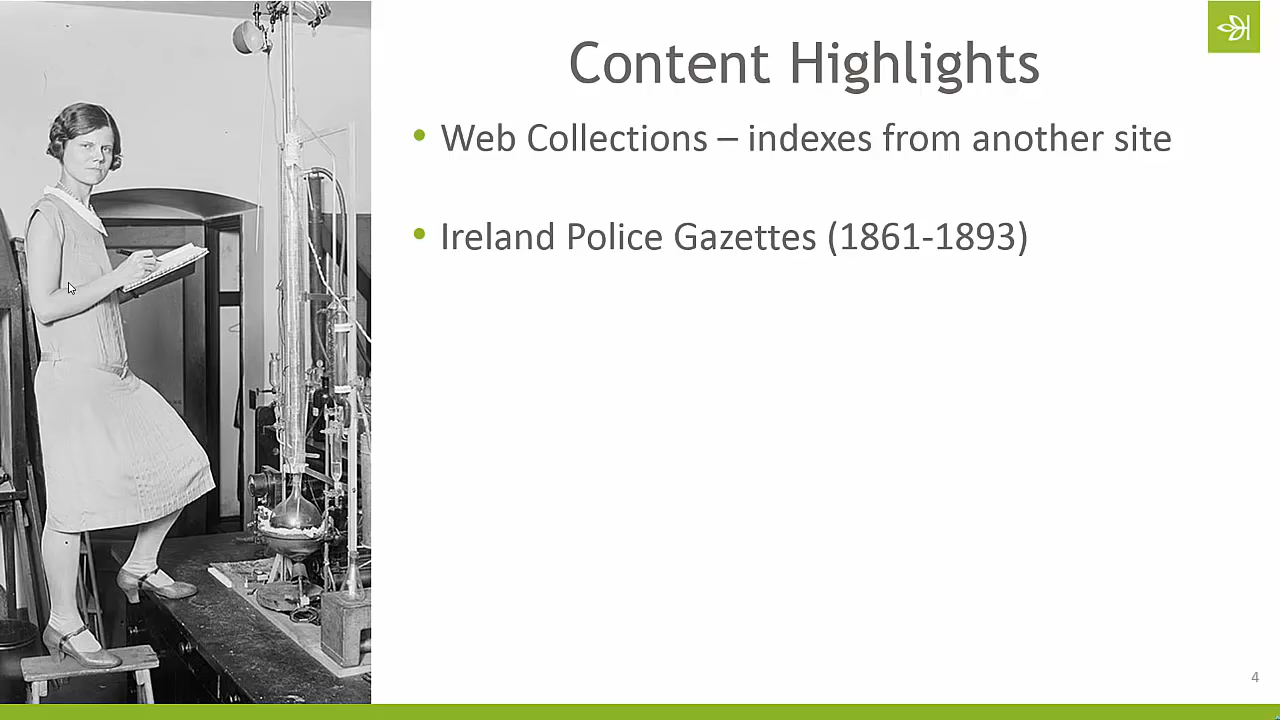 Content Highlights
• Web Collections – indexes from another site
• Ireland Police Gazettes (1861-1893)
4